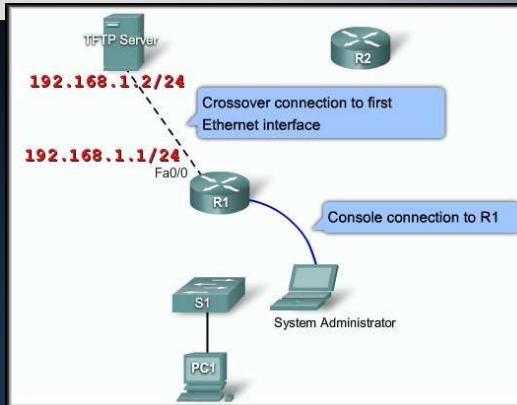 TFTP Server
R2
192.168.1.2/24
Crossover connection to first
Ethernet interface
192.168.1.1/24
Fa0/0
R1
Console connection to R1
S1
System Administrator
PC1